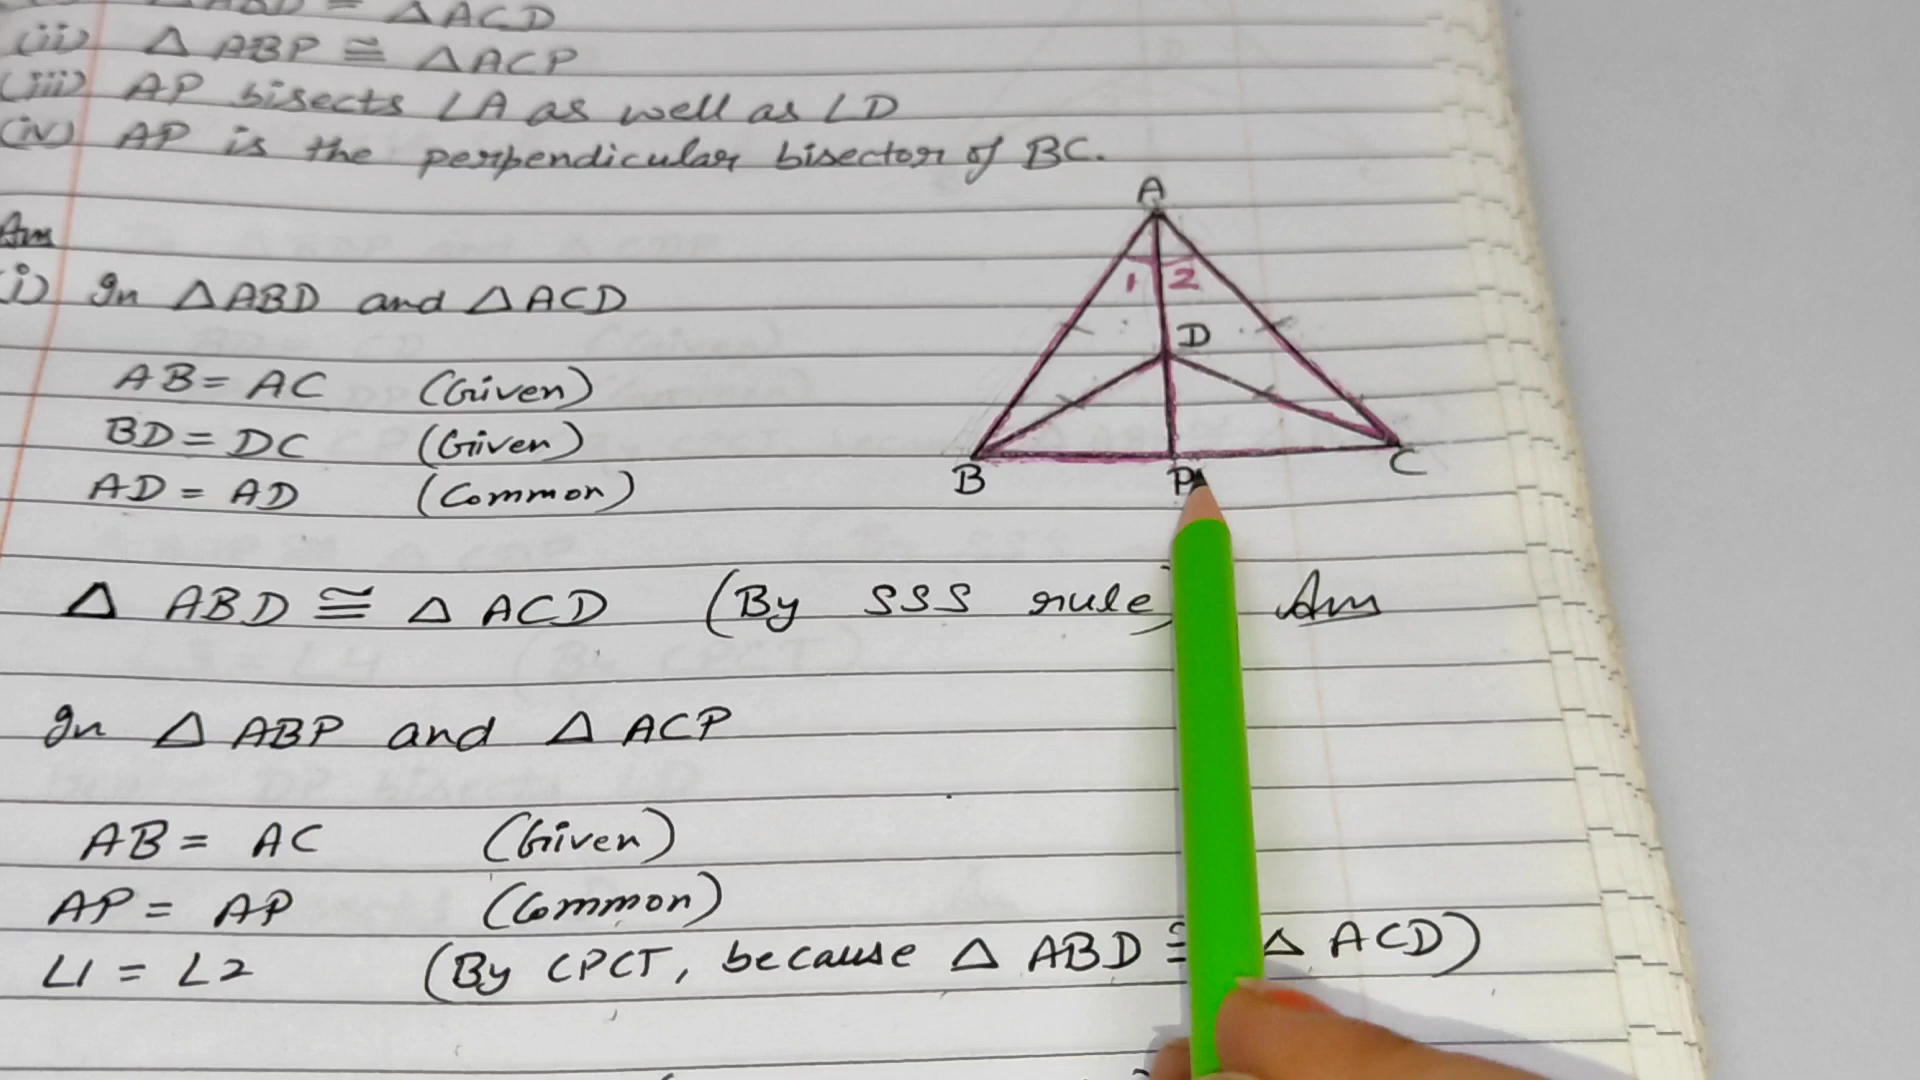 △ ABD ≅ △ ACD
(ii) △ ABP ≅ △ ACP
(iii) AP bisects ∠A as well as ∠D
(iv) AP is the perpendicular bisector of BC.
Ans
(i) In △ ABD and △ ACD
AB = AC (Given)
BD = DC (Given)
AD = AD (Common)
A
1 2
D
B P C
△ ABD ≅ △ ACD (By SSS rule) Ans
In △ ABP and △ ACP
AB = AC (Given)
AP = AP (Common)
∠1 = ∠2 (By CPCT, because △ ABD ≅ △ ACD)